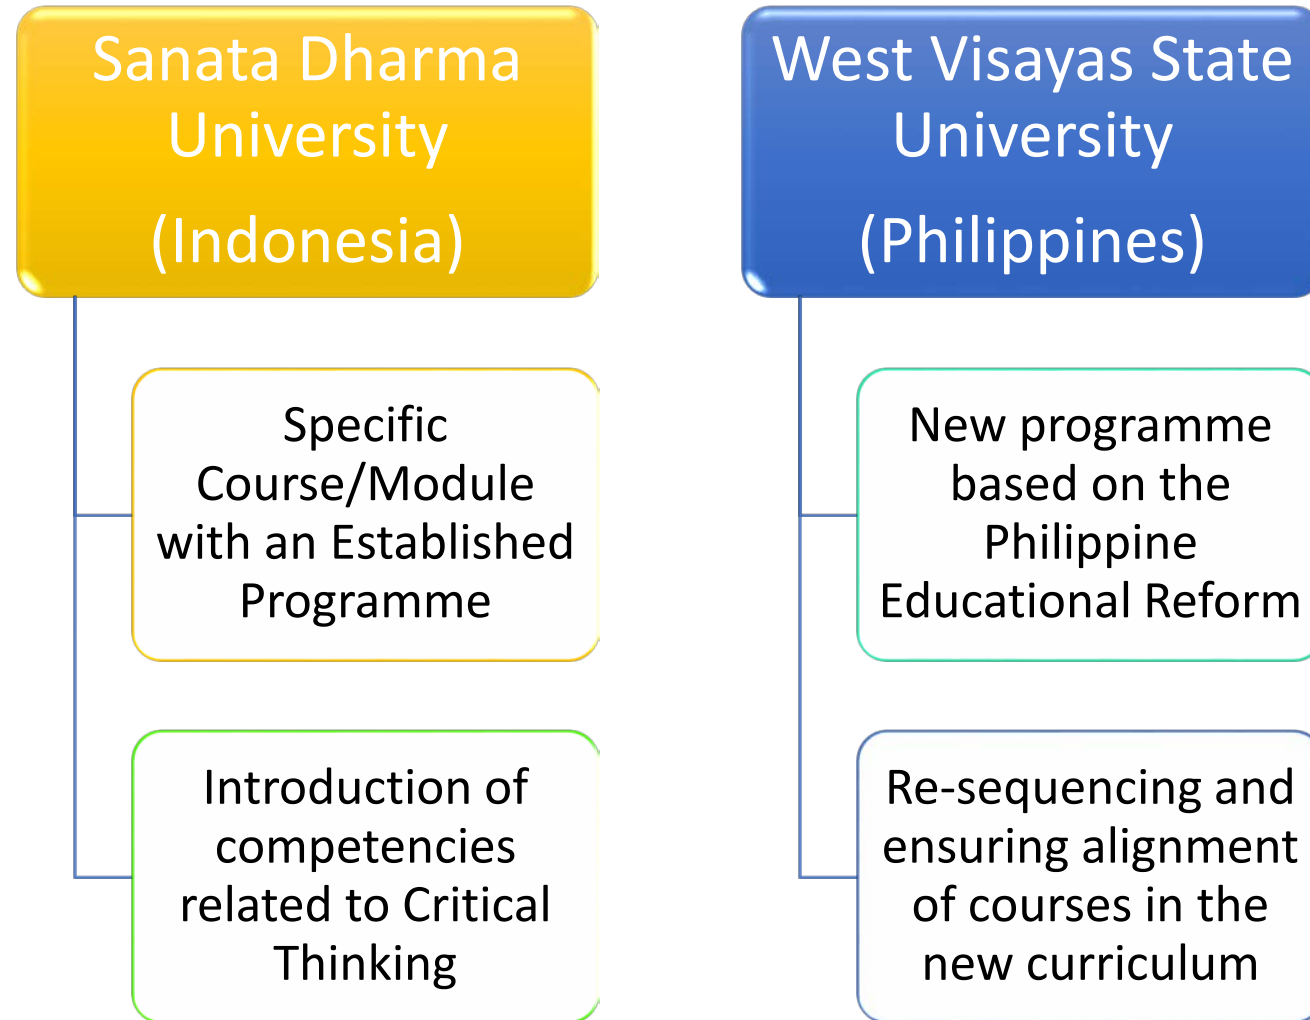 Sanata Dharma
University
(Indonesia)
Specific
Course/Module
with an Established
Programme
Introduction of
competencies
related to Critical
Thinking
West Visayas State
University
(Philippines)
New programme
based on the
Philippine
Educational Reform
Re-sequencing and
ensuring alignment
of courses in the
new curriculum